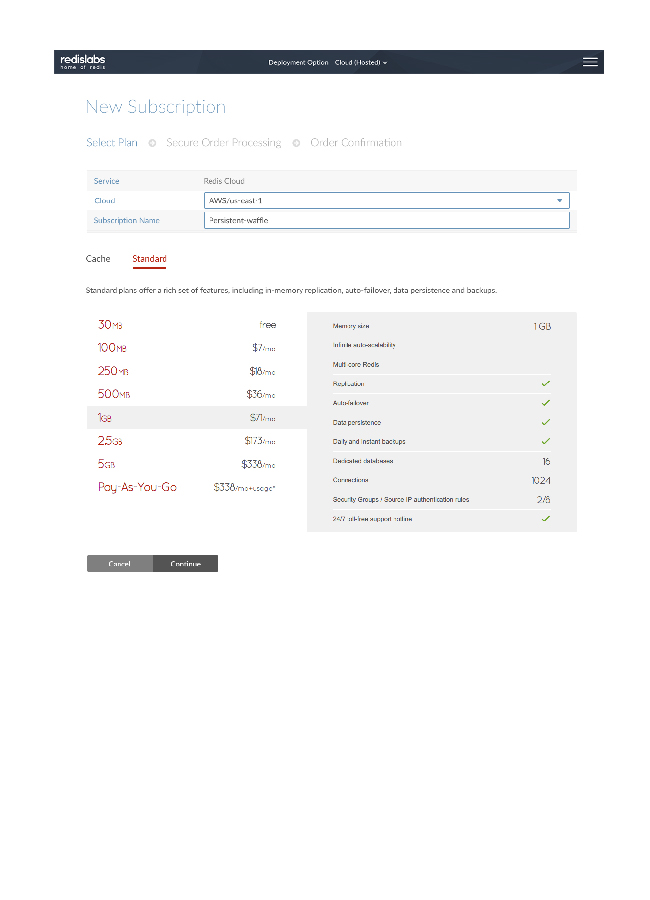 redislabs
home of redis
Deployment Option Cloud (Hosted)
New Subscription
Select Plan Secure Order Processing Order Confirmation
Service Redis Cloud
Cloud AWS/us-east-1
Subscription Name Persistent-waffle
Cache Standard
Standard plans offer a rich set of features, including in-memory replication, auto-failover, data persistence and backups.
30MB free
100MB $7/mo
250MB $18/mo
500MB $36/mo
1GB $71/mo
2.5GB $173/mo
5GB $338/mo
Pay-As-You-Go $338/mo+usage*
Memory size 1 GB
Infinite auto-scalability
Multi-core Redis
Replication
Auto-failover
Data persistence
Daily and instant backups
Dedicated databases 16
Connections 1024
Security Groups / Source IP authentication rules
24/7 toll-free support hotline
Cancel Continue